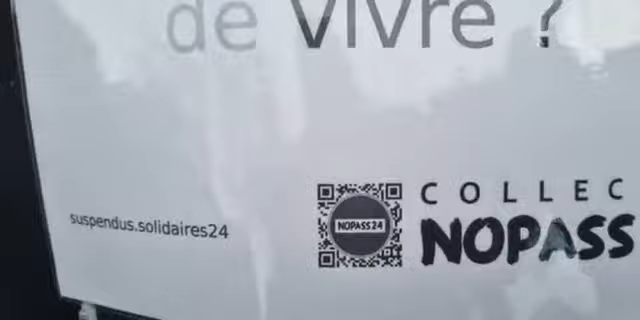 de vivre ?
COLLEC
suspendus.solidaires24
NOPASS24
NOPASS